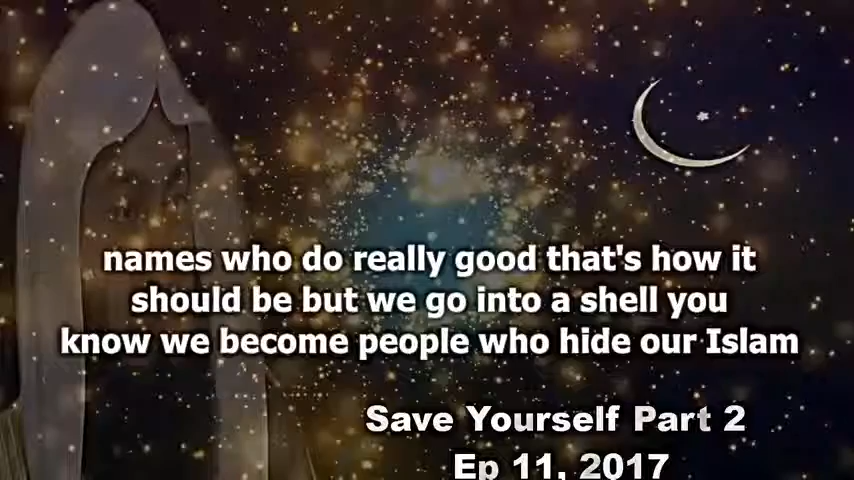 names who do really good that's how it
should be but we go into a shell you
know we become people who hide our Islam
Save Yourself Part 2
Ep 11, 2017